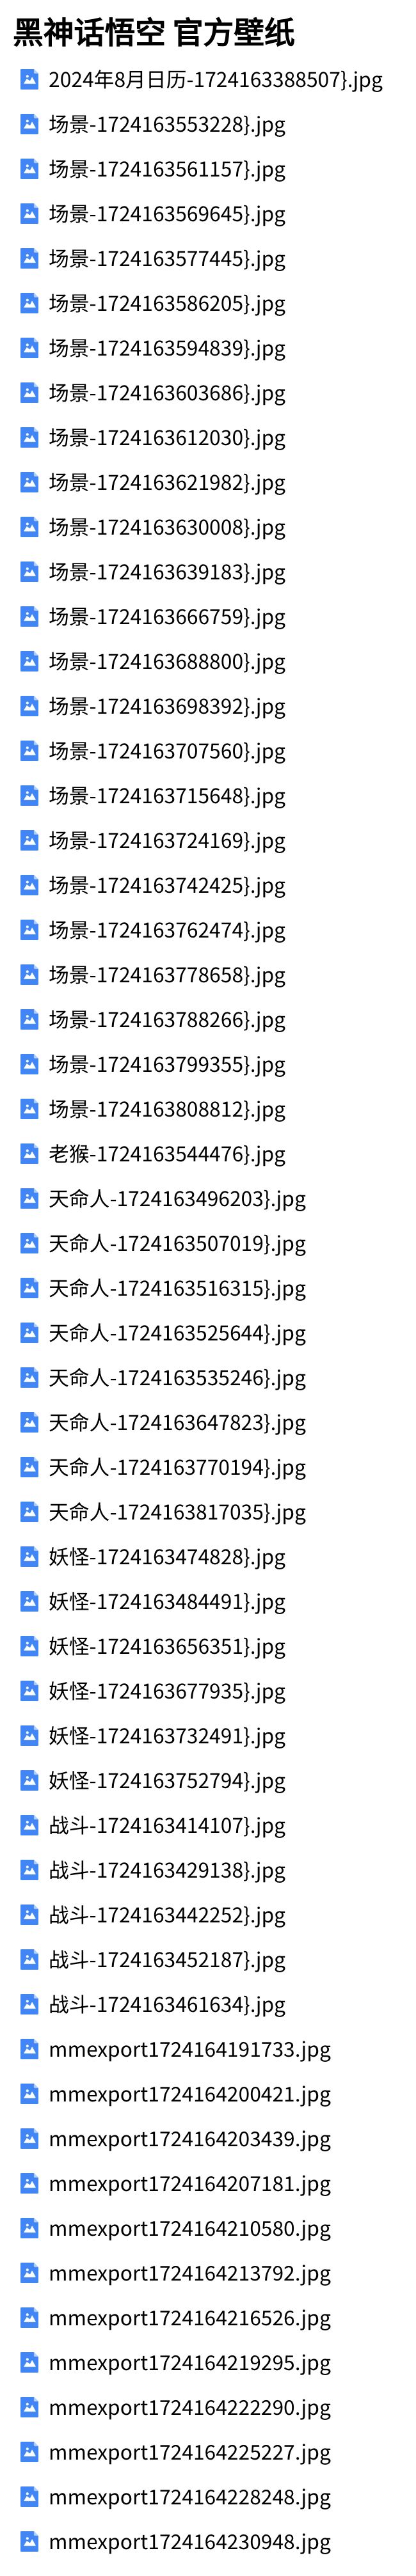 黑神话悟空 官方壁纸
2024年8月日历-1724163388507}.jpg
场景-1724163553228}.jpg
场景-1724163561157}.jpg
场景-1724163569645}.jpg
场景-1724163577445}.jpg
场景-1724163586205}.jpg
场景-1724163594839}.jpg
场景-1724163603686}.jpg
场景-1724163612030}.jpg
场景-1724163621982}.jpg
场景-1724163630008}.jpg
场景-1724163639183}.jpg
场景-1724163666759}.jpg
场景-1724163688800}.jpg
场景-1724163698392}.jpg
场景-1724163707560}.jpg
场景-1724163715648}.jpg
场景-1724163724169}.jpg
场景-1724163742425}.jpg
场景-1724163762474}.jpg
场景-1724163778658}.jpg
场景-1724163788266}.jpg
场景-1724163799355}.jpg
场景-1724163808812}.jpg
老猴-1724163544476}.jpg
天命人-1724163496203}.jpg
天命人-1724163507019}.jpg
天命人-1724163516315}.jpg
天命人-1724163525644}.jpg
天命人-1724163535246}.jpg
天命人-1724163647823}.jpg
天命人-1724163770194}.jpg
天命人-1724163817035}.jpg
妖怪-1724163474828}.jpg
妖怪-1724163484491}.jpg
妖怪-1724163656351}.jpg
妖怪-1724163677935}.jpg
妖怪-1724163732491}.jpg
妖怪-1724163752794}.jpg
战斗-1724163414107}.jpg
战斗-1724163429138}.jpg
战斗-1724163442252}.jpg
战斗-1724163452187}.jpg
战斗-1724163461634}.jpg
mmexport1724164191733.jpg
mmexport1724164200421.jpg
mmexport1724164203439.jpg
mmexport1724164207181.jpg
mmexport1724164210580.jpg
mmexport1724164213792.jpg
mmexport1724164216526.jpg
mmexport1724164219295.jpg
mmexport1724164222290.jpg
mmexport1724164225227.jpg
mmexport1724164228248.jpg
mmexport1724164230948.jpg